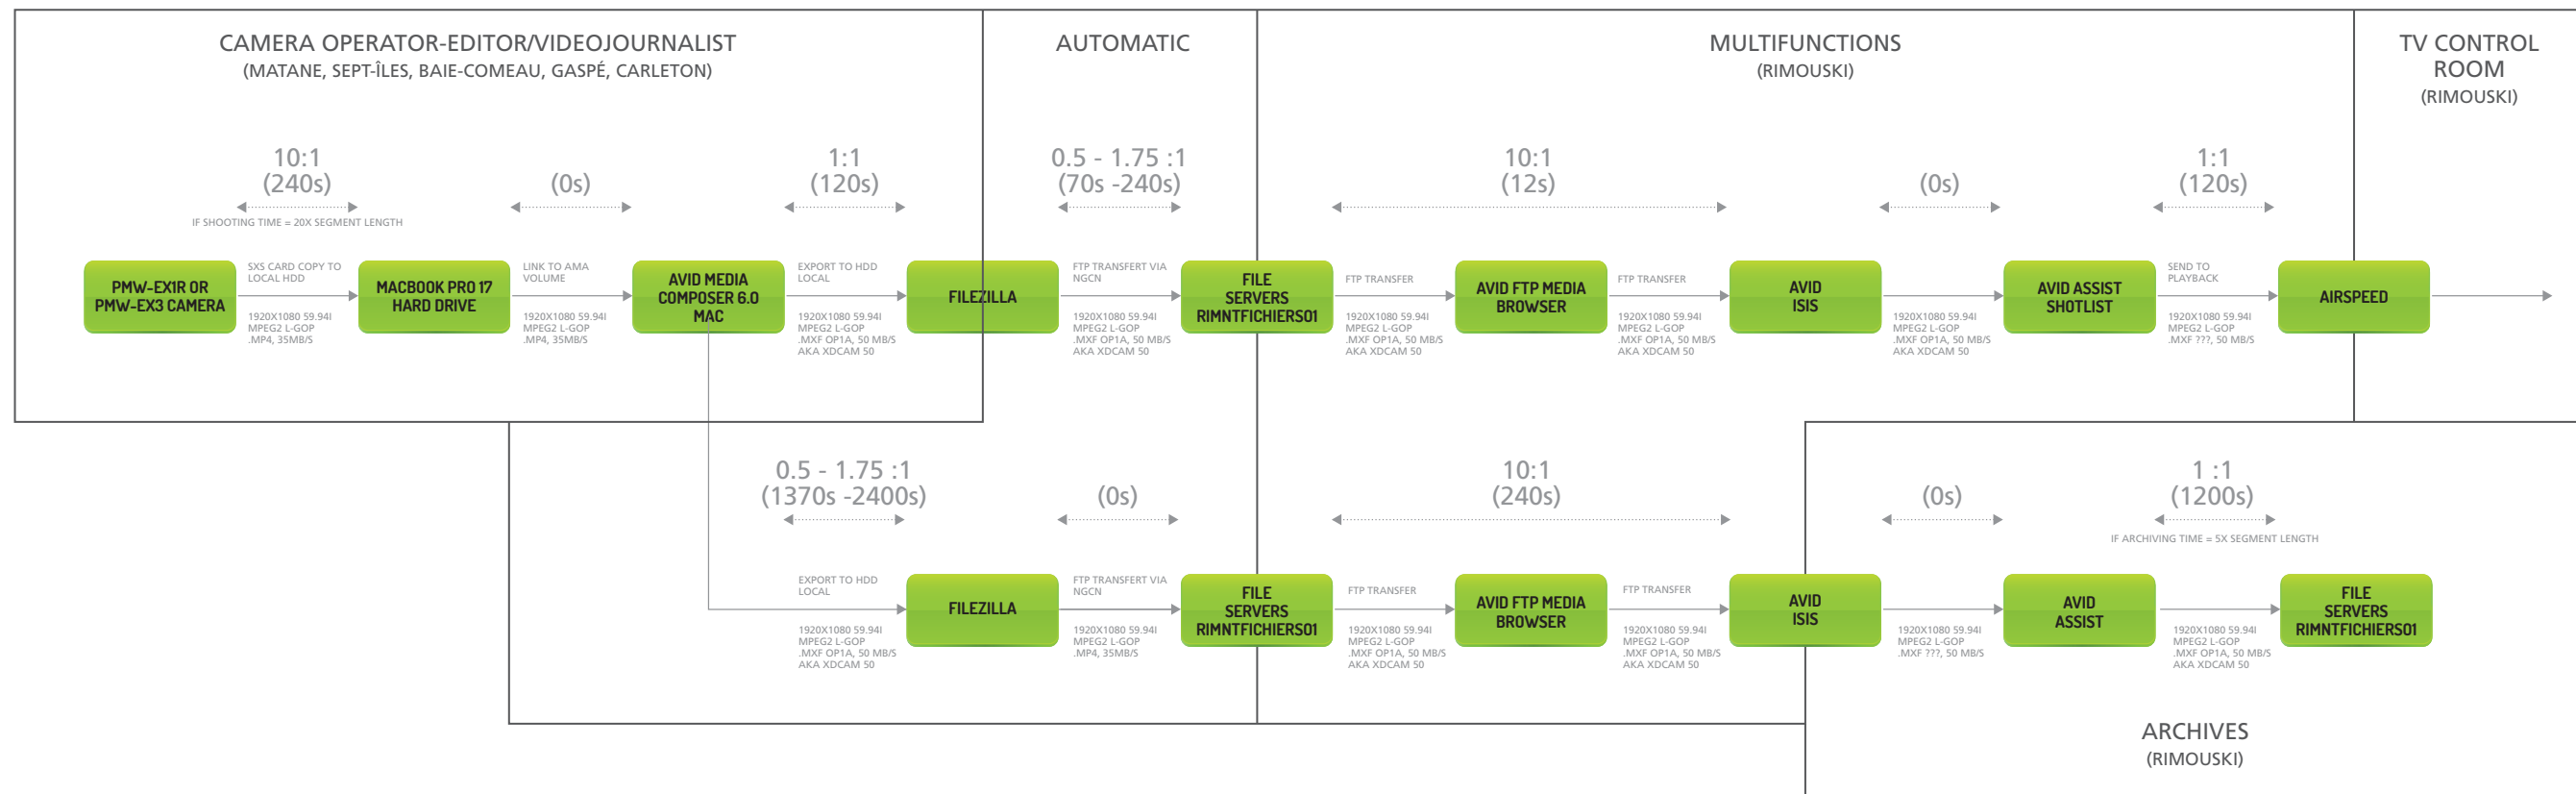 CAMERA OPERATOR-EDITOR/VIDEOJOURNALIST
(MATANE, SEPT-ÎLES, BAIE-COMEAU, GASPÉ, CARLETON)
AUTOMATIC
MULTIFUNCTIONS
(RIMOUSKI)
TV CONTROL
ROOM
(RIMOUSKI)
10:1
(240s)
IF SHOOTING TIME = 20X SEGMENT LENGTH
(0s)
1:1
(120s)
0.5 - 1.75 :1
(70s -240s)
10:1
(12s)
(0s)
1:1
(120s)
PMW-EX1R OR
PMW-EX3 CAMERA
SXS CARD COPY TO
LOCAL HDD
1920X1080 59.94I
MPEG2 L-GOP
.MP4, 35MB/S
MACBOOK PRO 17
HARD DRIVE
LINK TO AMA
VOLUME
1920X1080 59.94I
MPEG2 L-GOP
.MP4, 35MB/S
AVID MEDIA
COMPOSER 6.0
MAC
EXPORT TO HDD
LOCAL
1920X1080 59.94I
MPEG2 L-GOP
.MXF OP1A, 50 MB/S
AKA XDCAM 50
FILEZILLA
FTP TRANSFERT VIA
NGCN
1920X1080 59.94I
MPEG2 L-GOP
.MXF OP1A, 50 MB/S
AKA XDCAM 50
FILE
SERVERS
RIMNTFICHIERS01
FTP TRANSFER
1920X1080 59.94I
MPEG2 L-GOP
.MXF OP1A, 50 MB/S
AKA XDCAM 50
AVID FTP MEDIA
BROWSER
FTP TRANSFER
1920X1080 59.94I
MPEG2 L-GOP
.MXF OP1A, 50 MB/S
AKA XDCAM 50
AVID
ISIS
1920X1080 59.94I
MPEG2 L-GOP
.MXF OP1A, 50 MB/S
AKA XDCAM 50
AVID ASSIST
SHOTLIST
SEND TO
PLAYBACK
1920X1080 59.94I
MPEG2 L-GOP
.MXF ???, 50 MB/S
AIRSPEED
0.5 - 1.75 :1
(1370s -2400s)
(0s)
10:1
(240s)
(0s)
1 :1
(1200s)
IF ARCHIVING TIME = 5X SEGMENT LENGTH
EXPORT TO HDD
LOCAL
1920X1080 59.94I
MPEG2 L-GOP
.MXF OP1A, 50 MB/S
AKA XDCAM 50
FILEZILLA
FTP TRANSFERT VIA
NGCN
1920X1080 59.94I
MPEG2 L-GOP
.MP4, 35MB/S
FILE
SERVERS
RIMNTFICHIERS01
FTP TRANSFER
1920X1080 59.94I
MPEG2 L-GOP
.MXF OP1A, 50 MB/S
AKA XDCAM 50
AVID FTP MEDIA
BROWSER
FTP TRANSFER
1920X1080 59.94I
MPEG2 L-GOP
.MXF OP1A, 50 MB/S
AKA XDCAM 50
AVID
ISIS
1920X1080 59.94I
MPEG2 L-GOP
.MXF ???, 50 MB/S
AVID
ASSIST
1920X1080 59.94I
MPEG2 L-GOP
.MXF OP1A, 50 MB/S
AKA XDCAM 50
FILE
SERVERS
RIMNTFICHIERS01
ARCHIVES
(RIMOUSKI)